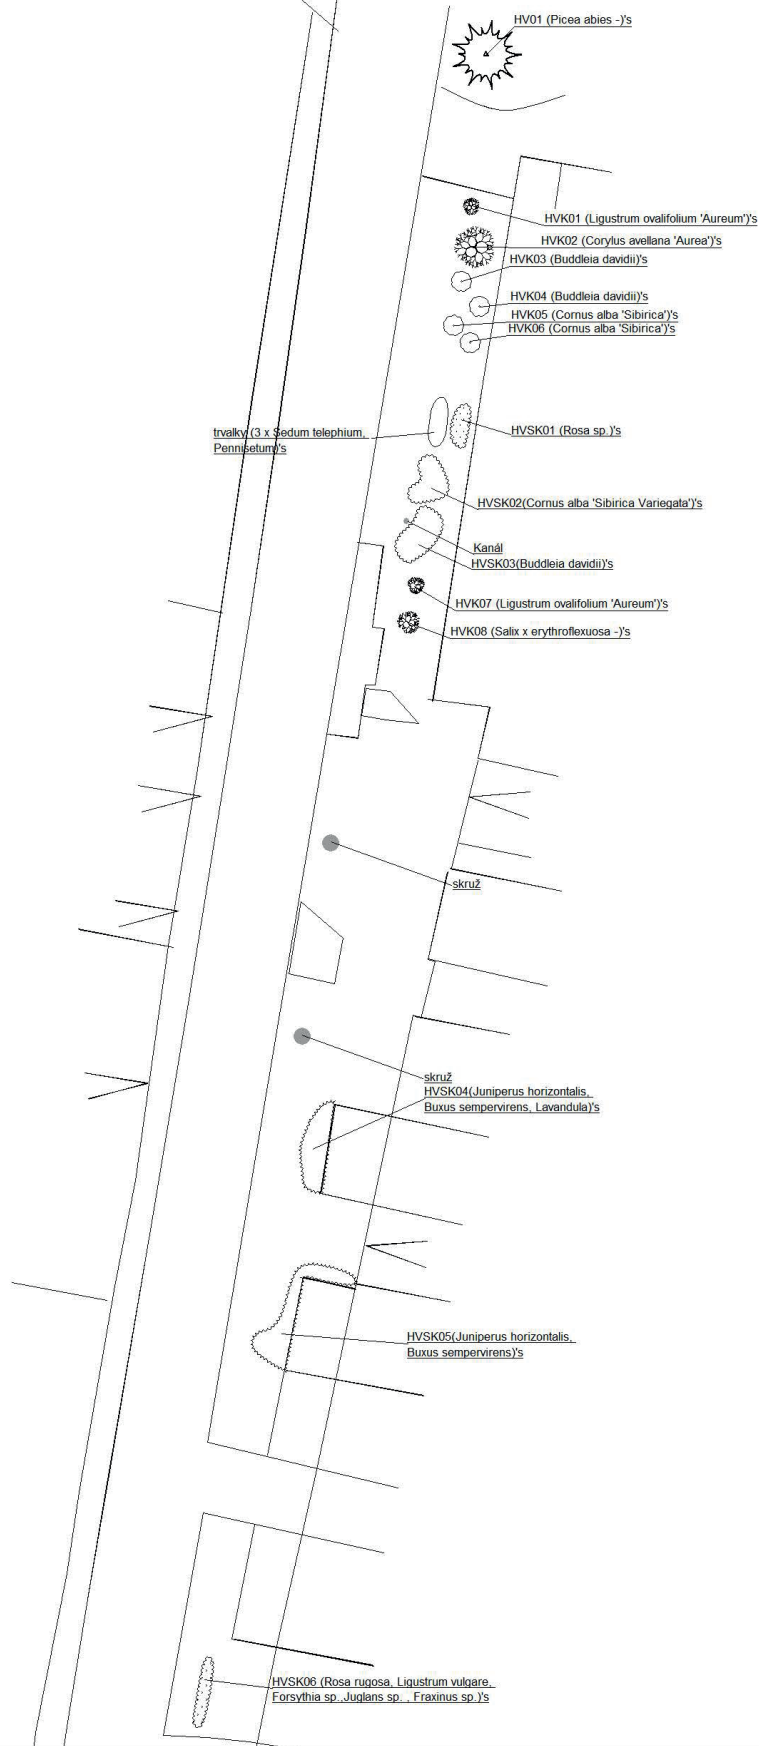 HV01 (Picea abies -)'s
HVK01 (Ligustrum ovalifolium 'Aureum')'s
HVK02 (Corylus avellana 'Aurea')'s
HVK03 (Buddleia davidii)'s
HVK04 (Buddleia davidii)'s
HVK05 (Cornus alba 'Sibirica')'s
HVK06 (Cornus alba 'Sibirica')'s
trvalky (3 x Sedum telephium,
Pennisetum)'s
HVSK01 (Rosa sp.)'s
HVSK02(Cornus alba 'Sibirica Variegata')'s
Kanál
HVSK03(Buddleia davidii)'s
HVK07 (Ligustrum ovalifolium 'Aureum')'s
HVK08 (Salix x erythroflexuosa -)'s
skruž
skruž
HVSK04(Juniperus horizontalis,
Buxus sempervirens, Lavandula)'s
HVSK05(Juniperus horizontalis,
Buxus sempervirens)'s
HVSK06 (Rosa rugosa, Ligustrum vulgare,
Forsythia sp.,Juglans sp. , Fraxinus sp.)'s